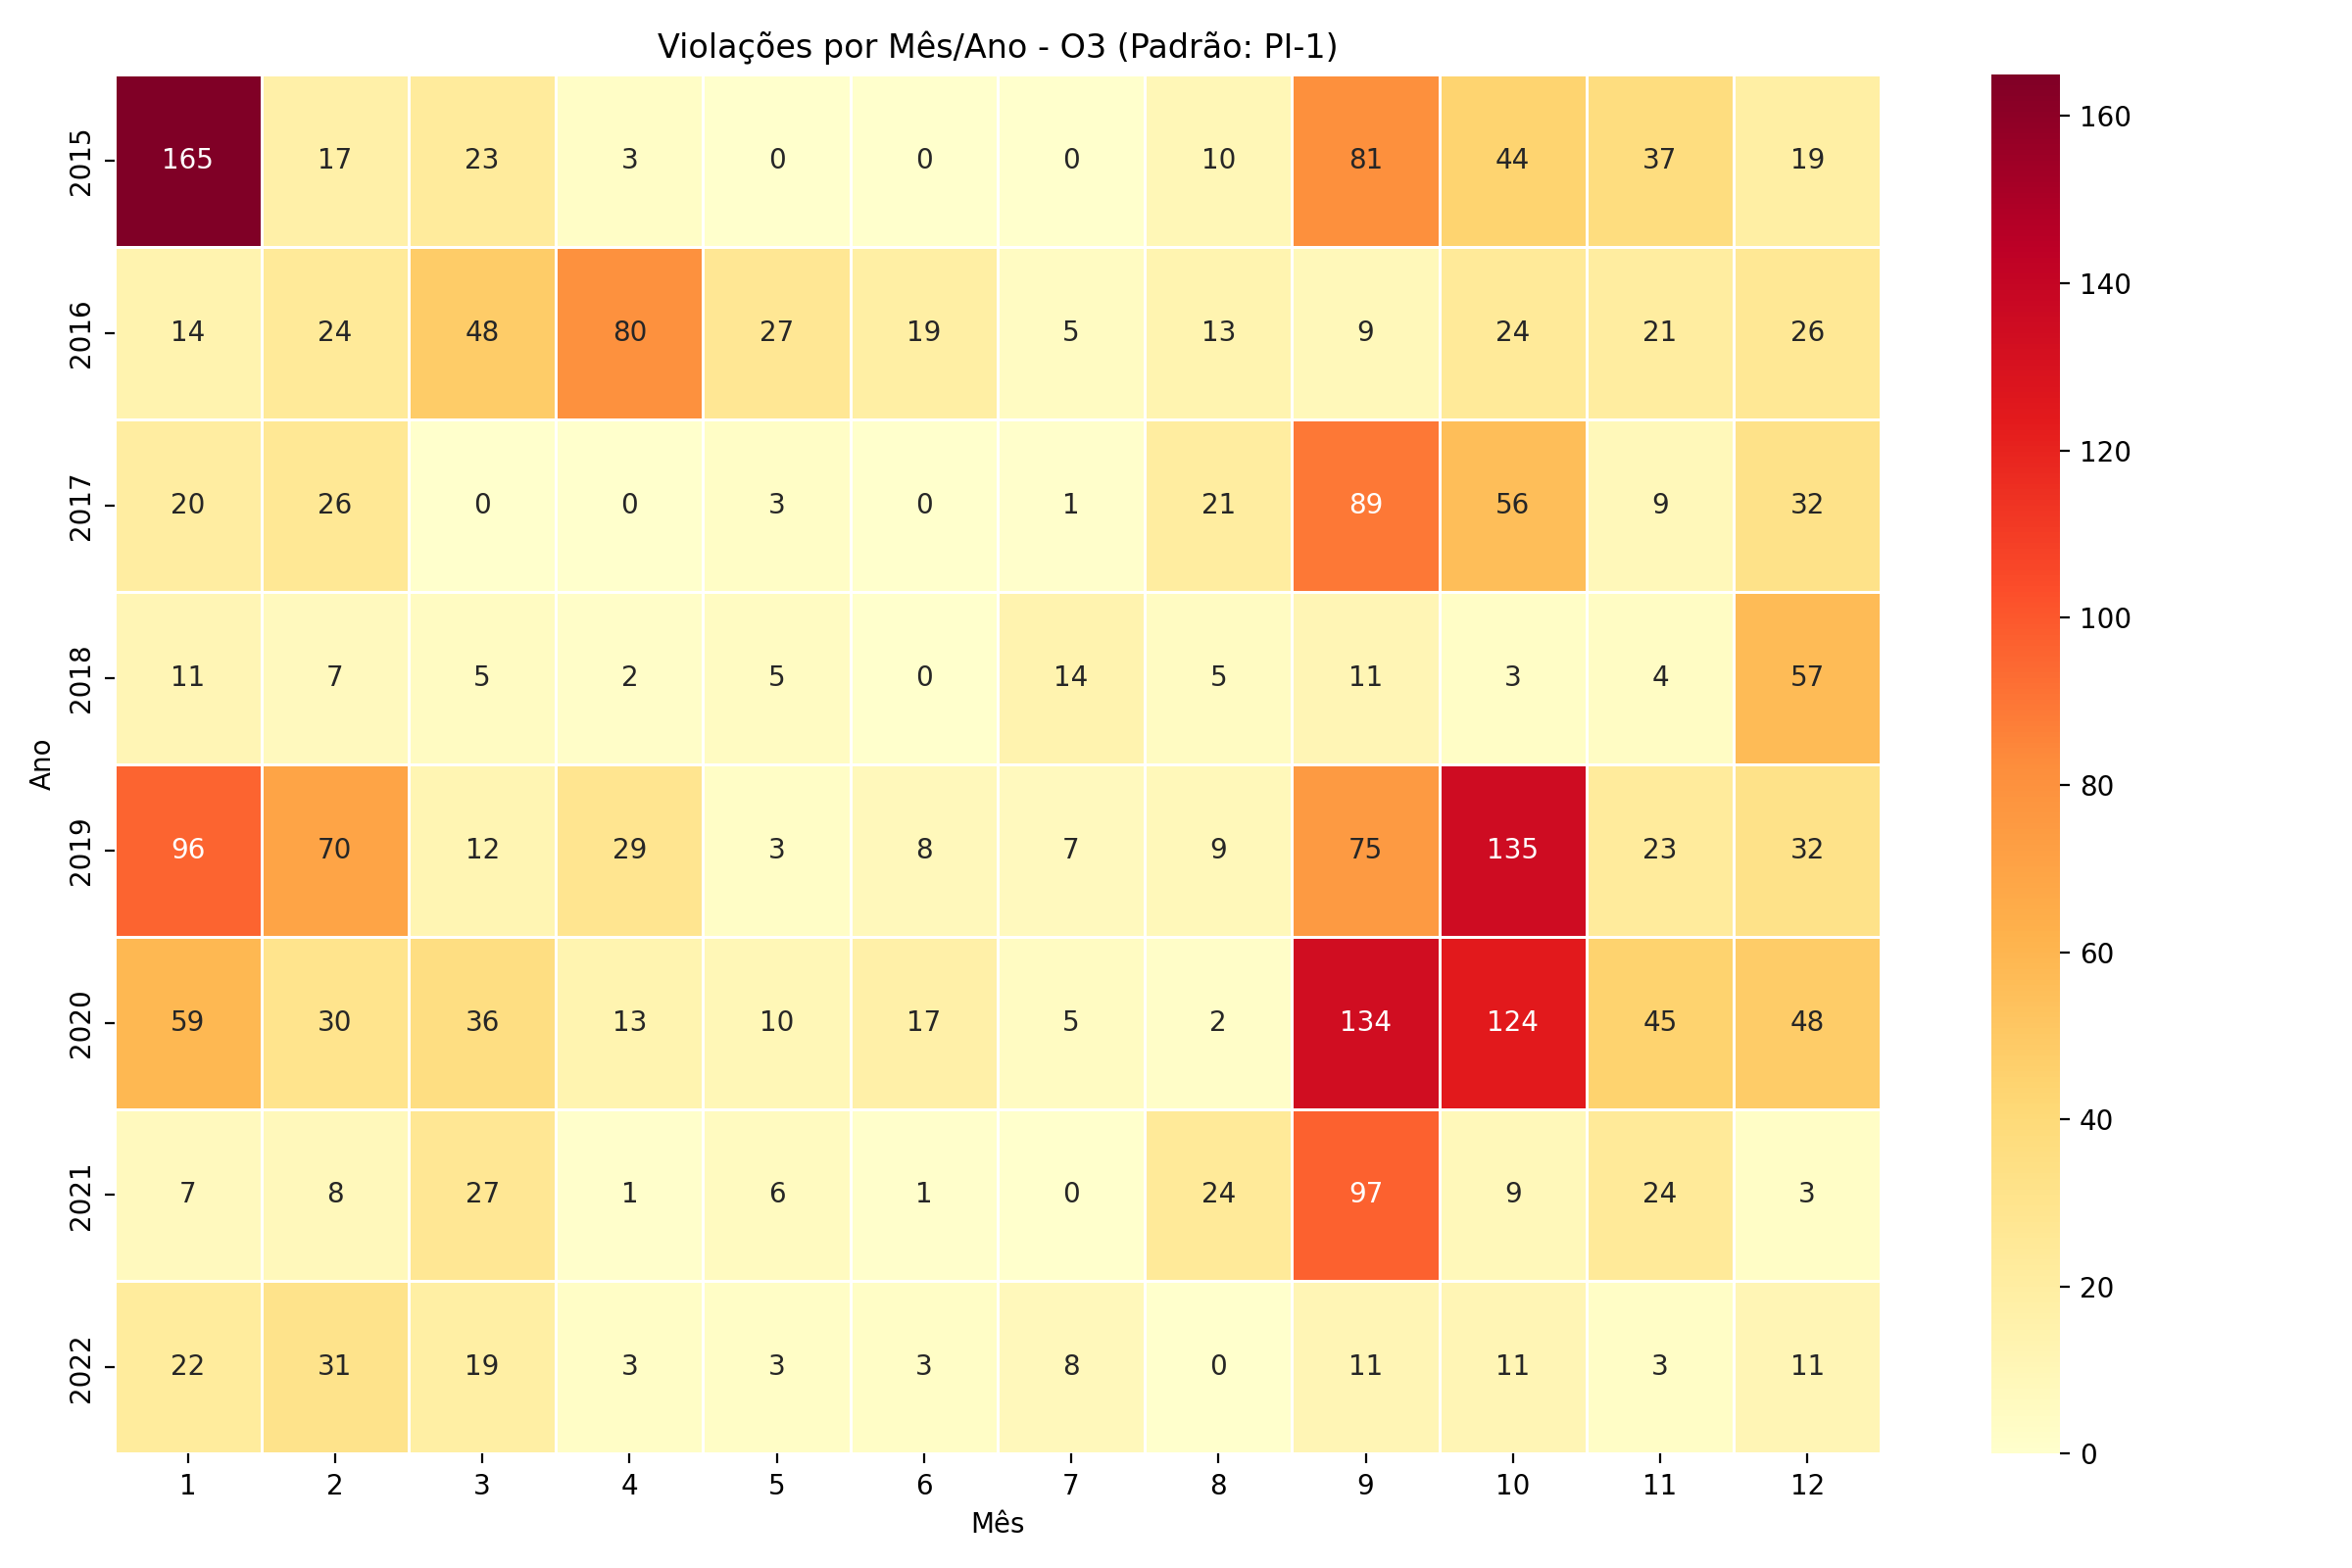 Violações por Mês/Ano - O3 (Padrão: PI-1)
Ano
2015 165 17 23 3 0 0 0 10 81 44 37 19
2016 14 24 48 80 27 19 5 13 9 24 21 26
2017 20 26 0 0 3 0 1 21 89 56 9 32
2018 11 7 5 2 5 0 14 5 11 3 4 57
2019 96 70 12 29 3 8 7 9 75 135 23 32
2020 59 30 36 13 10 17 5 2 134 124 45 48
2021 7 8 27 1 6 1 0 24 97 9 24 3
2022 22 31 19 3 3 3 8 0 11 11 3 11
1 2 3 4 5 6 7 8 9 10 11 12
Mês
160
140
120
100
80
60
40
20
0